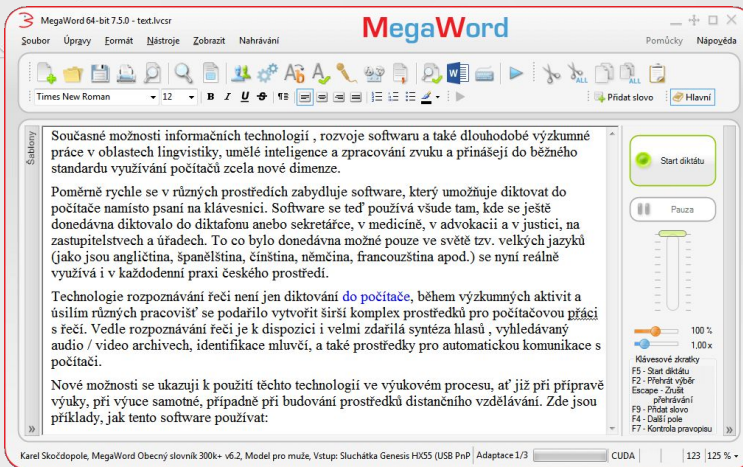 MegaWord 64-bit 7.5.0 - text.lvcsr
MegaWord
Soubor Úpravy Formát Nástroje Zobrazit Nahrávání Pomůcky Nápověda
ALL ALL
Times New Roman 12 B I U Přidat slovo Hlavní
Šablony
Současné možnosti informačních technologií , rozvoje softwaru a také dlouhodobé výzkumné
práce v oblastech lingvistiky, umělé inteligence a zpracování zvuku a přinášejí do běžného
standardu využívání počítačů zcela nové dimenze.
Poměrně rychle se v různých prostředích zabydluje software, který umožňuje diktovat do
počítače namísto psaní na klávesnici. Software se teď používá všude tam, kde se ještě
donedávna diktovalo do diktafonu anebo sekretářce, v medicíně, v advokacii a v justici, na
zastupitelstvech a úřadech. To co bylo donedávna možné pouze ve světě tzv. velkých jazyků
(jako jsou angličtina, španělština, čínština, němčina, francouzština apod.) se nyní reálně
využívá i v každodenní praxi českého prostředí.
Technologie rozpoznávání řeči není jen diktování do počítače, během výzkumných aktivit a
úsilím různých pracovišť se podařilo vytvořit širší komplex prostředků pro počítačovou práci
s řečí. Vedle rozpoznávání řeči je k dispozici i velmi zdařilá syntéza hlasů , vyhledávaný
audio / video archivech, identifikace mluvčí, a také prostředky pro automatickou komunikace s
počítači.
Nové možnosti se ukazuji k použití těchto technologií ve výukovém procesu, ať již při přípravě
výuky, při výuce samotné, případně při budování prostředků distančního vzdělávání. Zde jsou
příklady, jak tento software používat:
Start diktátu
Pauza
100 %
1,00 x
Klávesové zkratky
F5 - Start diktátu
F2 - Přehrát výběr
Escape - Zrušit
přehrávání
F9 - Přidat slovo
F4 - Další pole
F7 - Kontrola pravopisu
Karel Skočdopole, MegaWord Obecný slovník 300k+ v6.2, Model pro muže, Vstup: Sluchátka Genesis HX55 (USB PnP Adaptace 1/3 CUDA 123 125 %